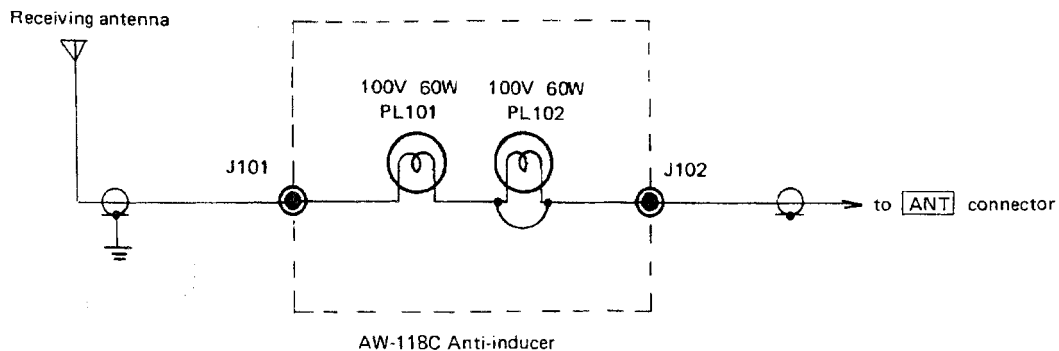 Receiving antenna
100V 60W
PL101
100V 60W
PL102
J101
J102
to ANT connector
AW-118C Anti-inducer